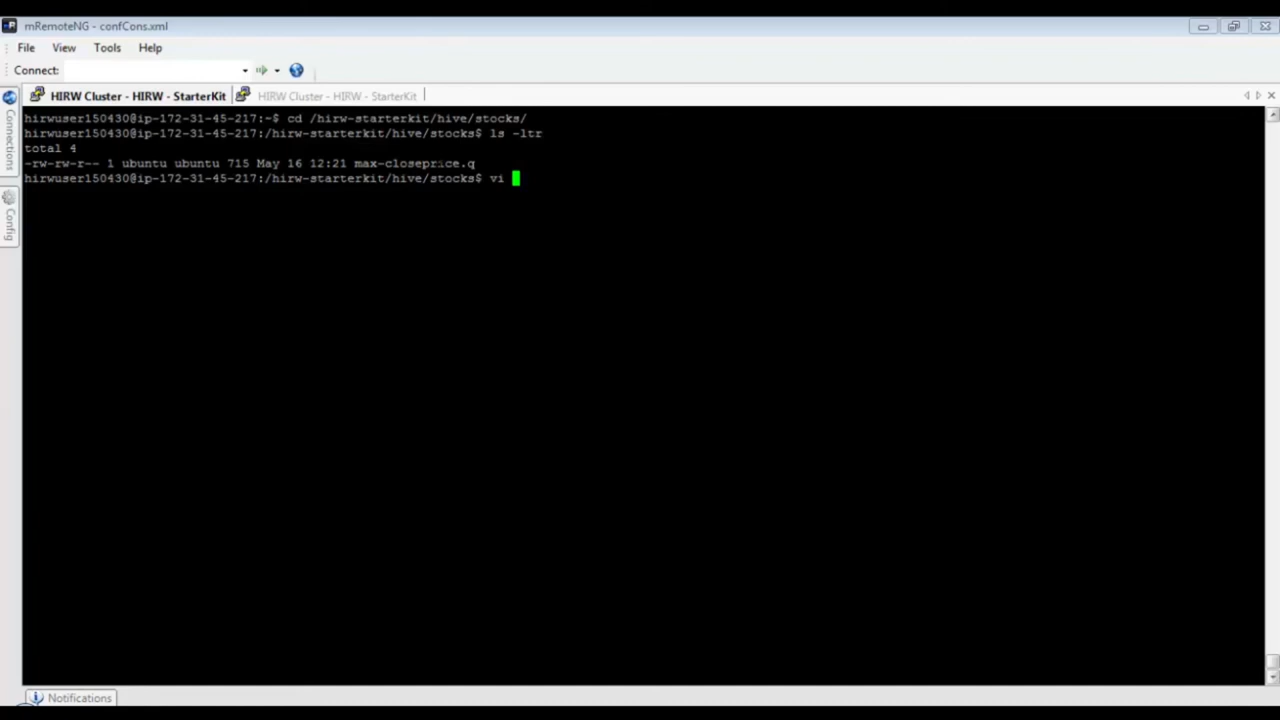 mRemoteNG - confCons.xml
File View Tools Help
Connect:
HIRW Cluster - HIRW - StarterKit HIRW Cluster - HIRW - StarterKit
Connections
Config
hirwuser150430@ip-172-31-45-217:~$ cd /hirw-starterkit/hive/stocks/
hirwuser150430@ip-172-31-45-217:/hirw-starterkit/hive/stocks$ ls -ltr
total 4
-rw-rw-r-- 1 ubuntu ubuntu 715 May 16 12:21 max-closeprice.q
hirwuser150430@ip-172-31-45-217:/hirw-starterkit/hive/stocks$ vi
Notifications